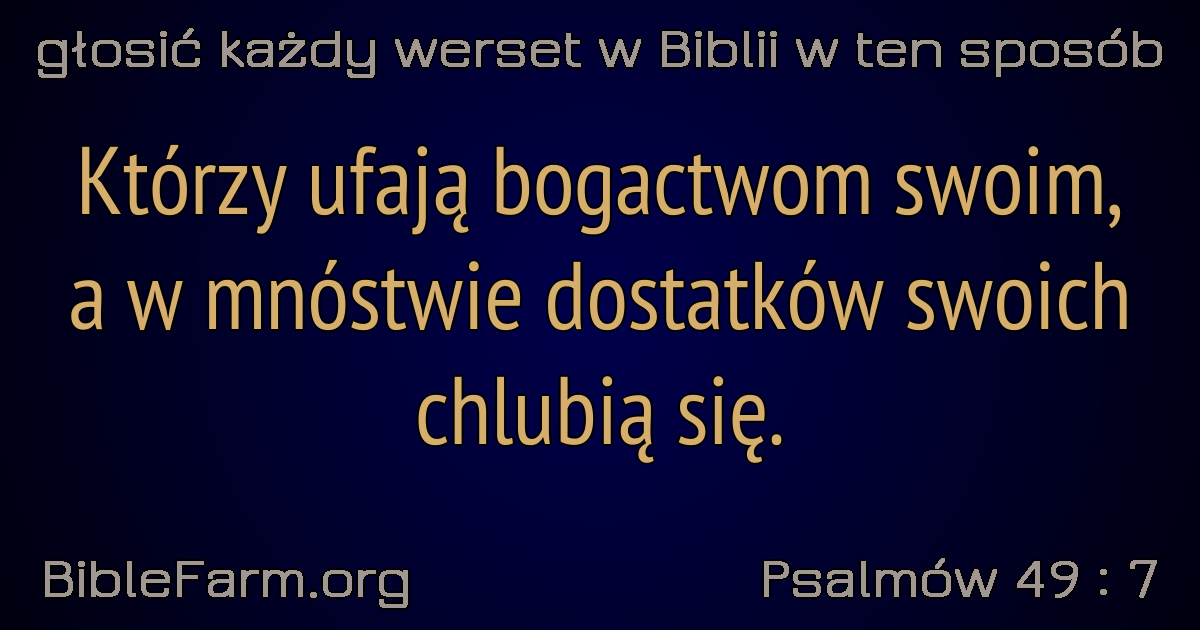 głosić każdy werset w Biblii w ten sposób
Którzy ufają bogactwom swoim,
a w mnóstwie dostatków swoich
chlubią się.
BibleFarm.org
Psalmów 49 : 7